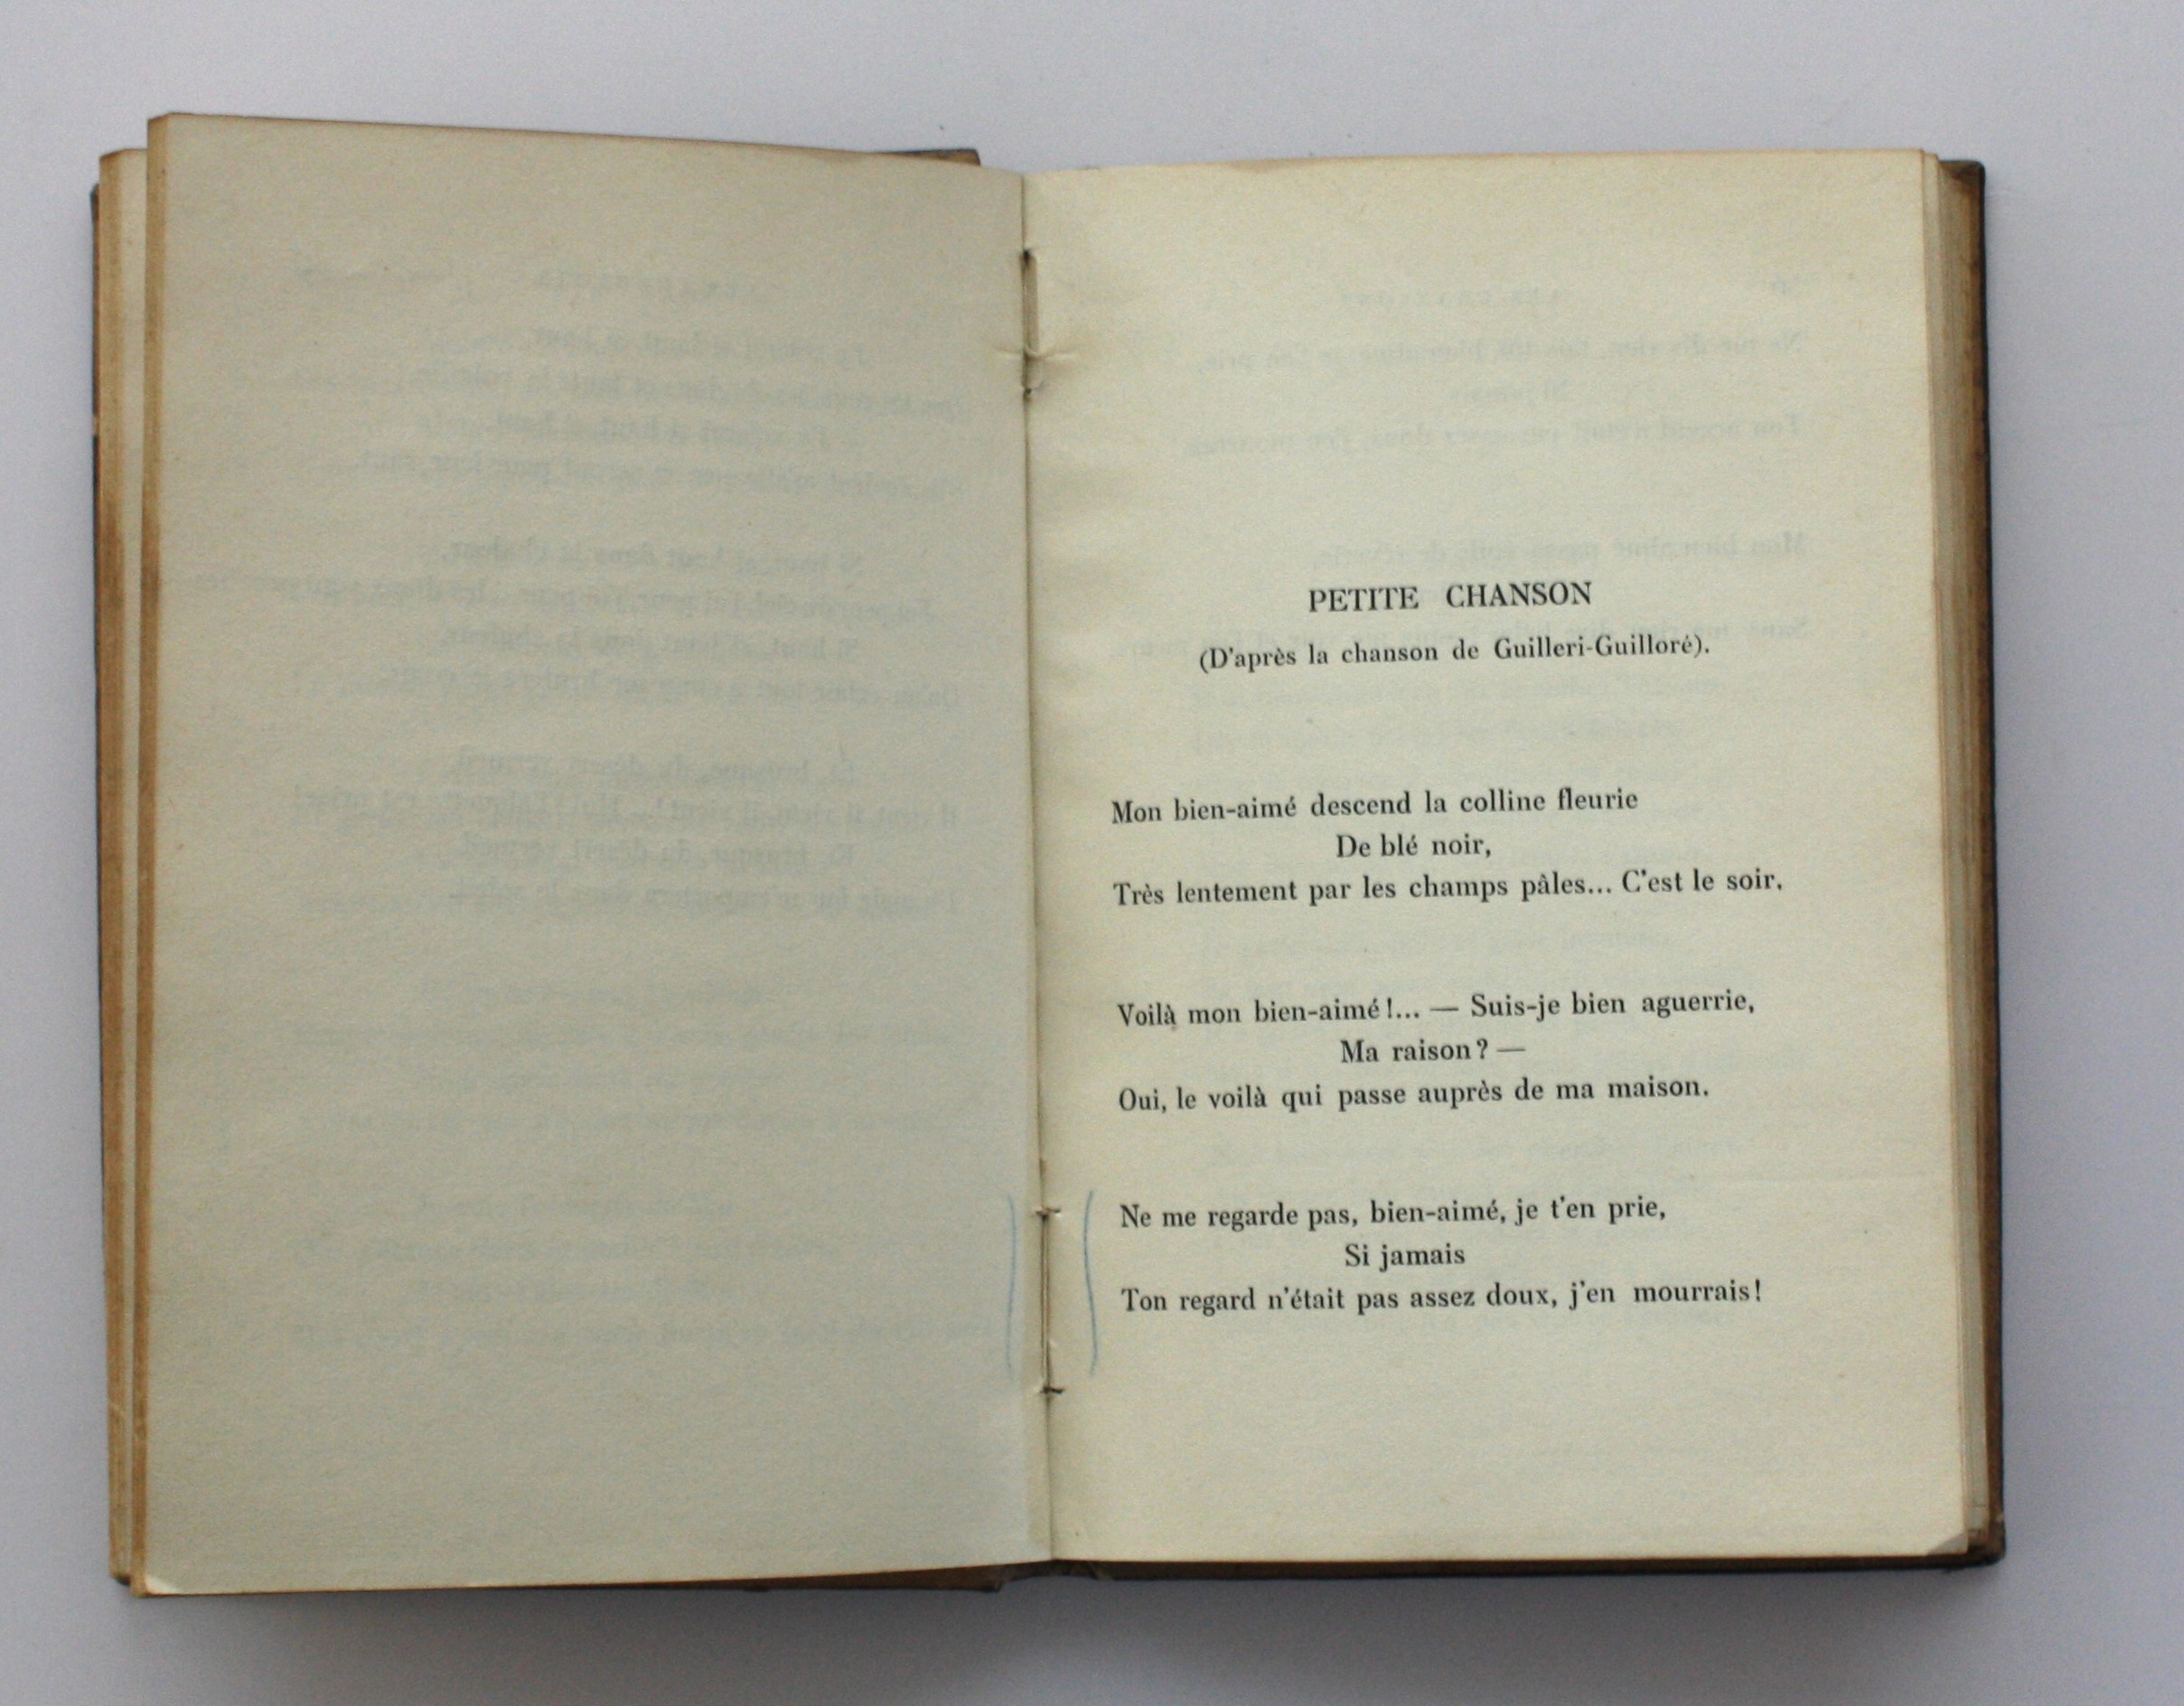 PETITE CHANSON
(D'après la chanson de Guilleri-Guilloré).
Mon bien-aimé descend la colline fleurie
De blé noir,
Très lentement par les champs pâles... C'est le soir.
Voilà mon bien-aimé!... — Suis-je bien aguerrie,
Ma raison? —
Oui, le voilà qui passe auprès de ma maison.
Ne me regarde pas, bien-aimé, je t'en prie,
Si jamais
Ton regard n'était pas assez doux, j'en mourrais!